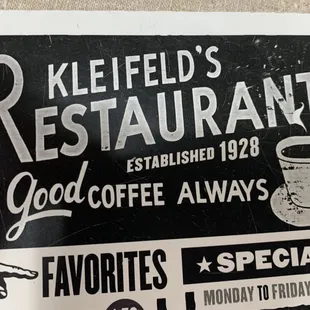 KLEIFELD'S
RESTAURANT
ESTABLISHED 1928
good COFFEE ALWAYS
FAVORITES
★ SPECIA
MONDAY to FRIDAY